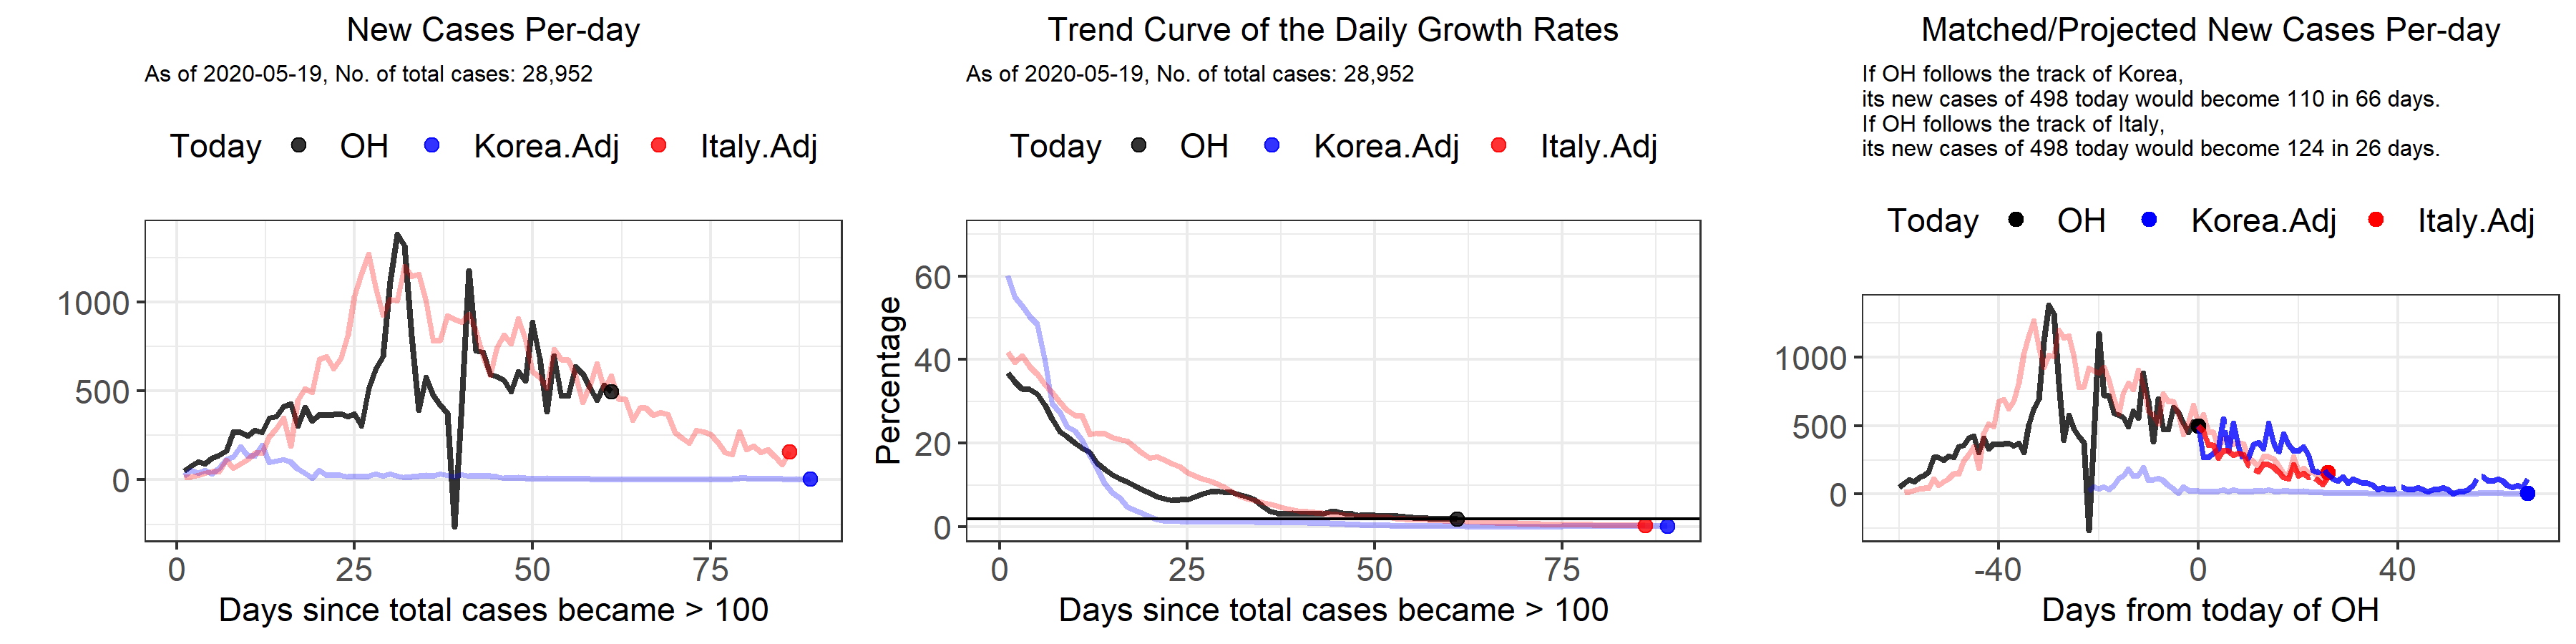 New Cases Per-day
As of 2020-05-19, No. of total cases: 28,952
Today OH Korea.Adj Italy.Adj
1000
500
0
0 25 50 75
Days since total cases became > 100
Trend Curve of the Daily Growth Rates
As of 2020-05-19, No. of total cases: 28,952
Today OH Korea.Adj Italy.Adj
Percentage
60
40
20
0
0 25 50 75
Days since total cases became > 100
Matched/Projected New Cases Per-day
If OH follows the track of Korea,
its new cases of 498 today would become 110 in 66 days.
If OH follows the track of Italy,
its new cases of 498 today would become 124 in 26 days.
Today OH Korea.Adj Italy.Adj
1000
500
0
-40 0 40
Days from today of OH